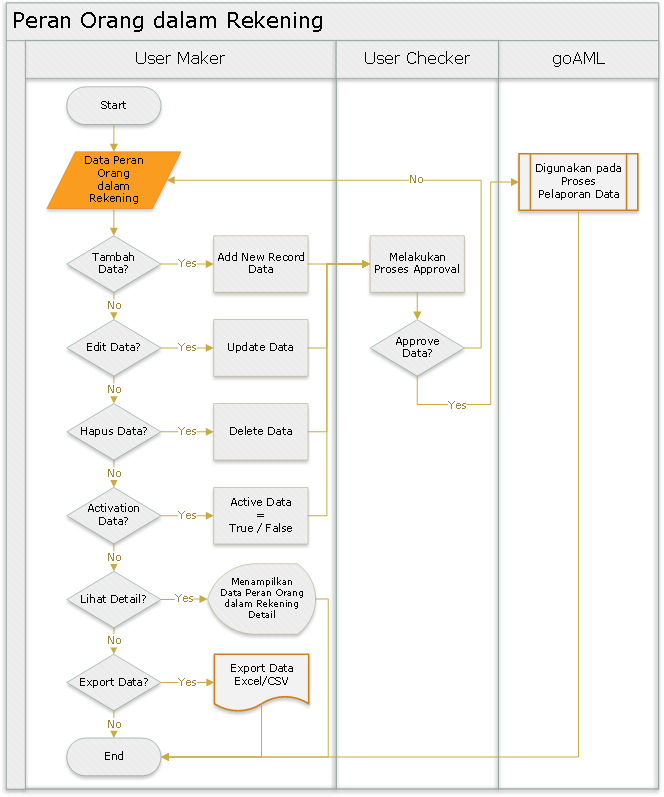 Peran Orang dalam Rekening
User Maker
User Checker
goAML
Start
Data Peran
Orang
dalam
Rekening
No
Digunakan pada
Proses
Pelaporan Data
Tambah
Data?
Yes
Add New Record
Data
Melakukan
Proses Approval
No
Edit Data?
Yes
Update Data
Approve
Data?
No
Yes
Hapus Data?
Yes
Delete Data
No
Activation
Data?
Yes
Active Data
=
True / False
No
Lihat Detail?
Yes
Menampilkan
Data Peran Orang
dalam Rekening
Detail
No
Export Data?
Yes
Export Data
Excel/CSV
No
End